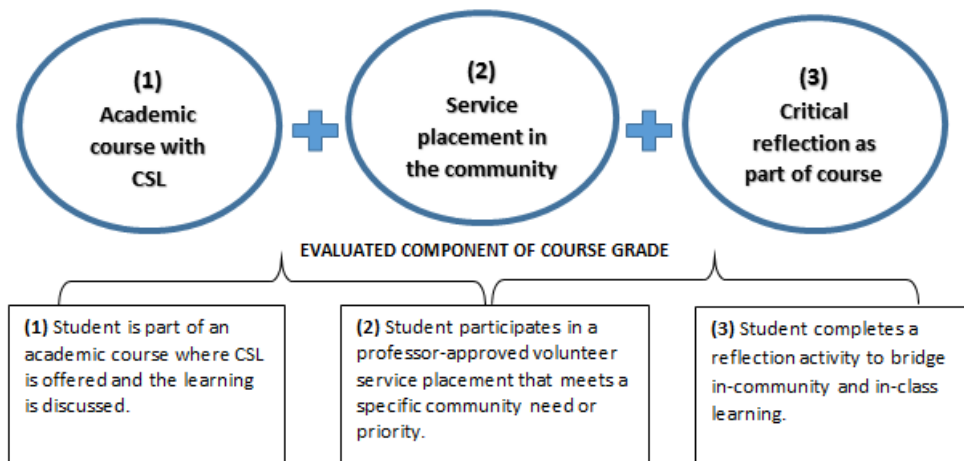 (1)
Academic
course with
CSL
(2)
Service
placement in
the community
(3)
Critical
reflection as
part of course
EVALUATED COMPONENT OF COURSE GRADE
(1) Student is part of an
academic course where CSL
is offered and the learning
is discussed.
(2) Student participates in a
professor-approved volunteer
service placement that meets a
specific community need or
priority.
(3) Student completes a
reflection activity to bridge
in-community and in-class
learning.